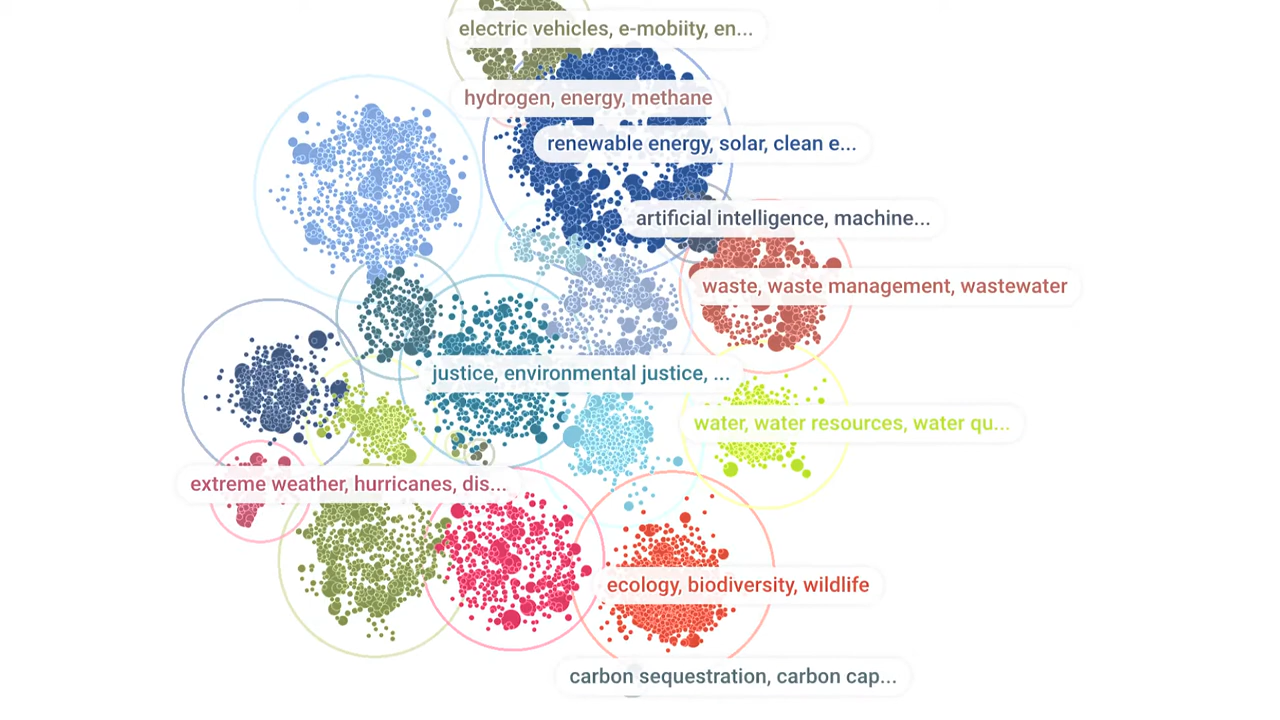 electric vehicles, e-mobiity, en...
hydrogen, energy, methane
renewable energy, solar, clean e...
artificial intelligence, machine...
waste, waste management, wastewater
justice, environmental justice, ...
water, water resources, water qu...
extreme weather, hurricanes, dis...
ecology, biodiversity, wildlife
carbon sequestration, carbon cap...